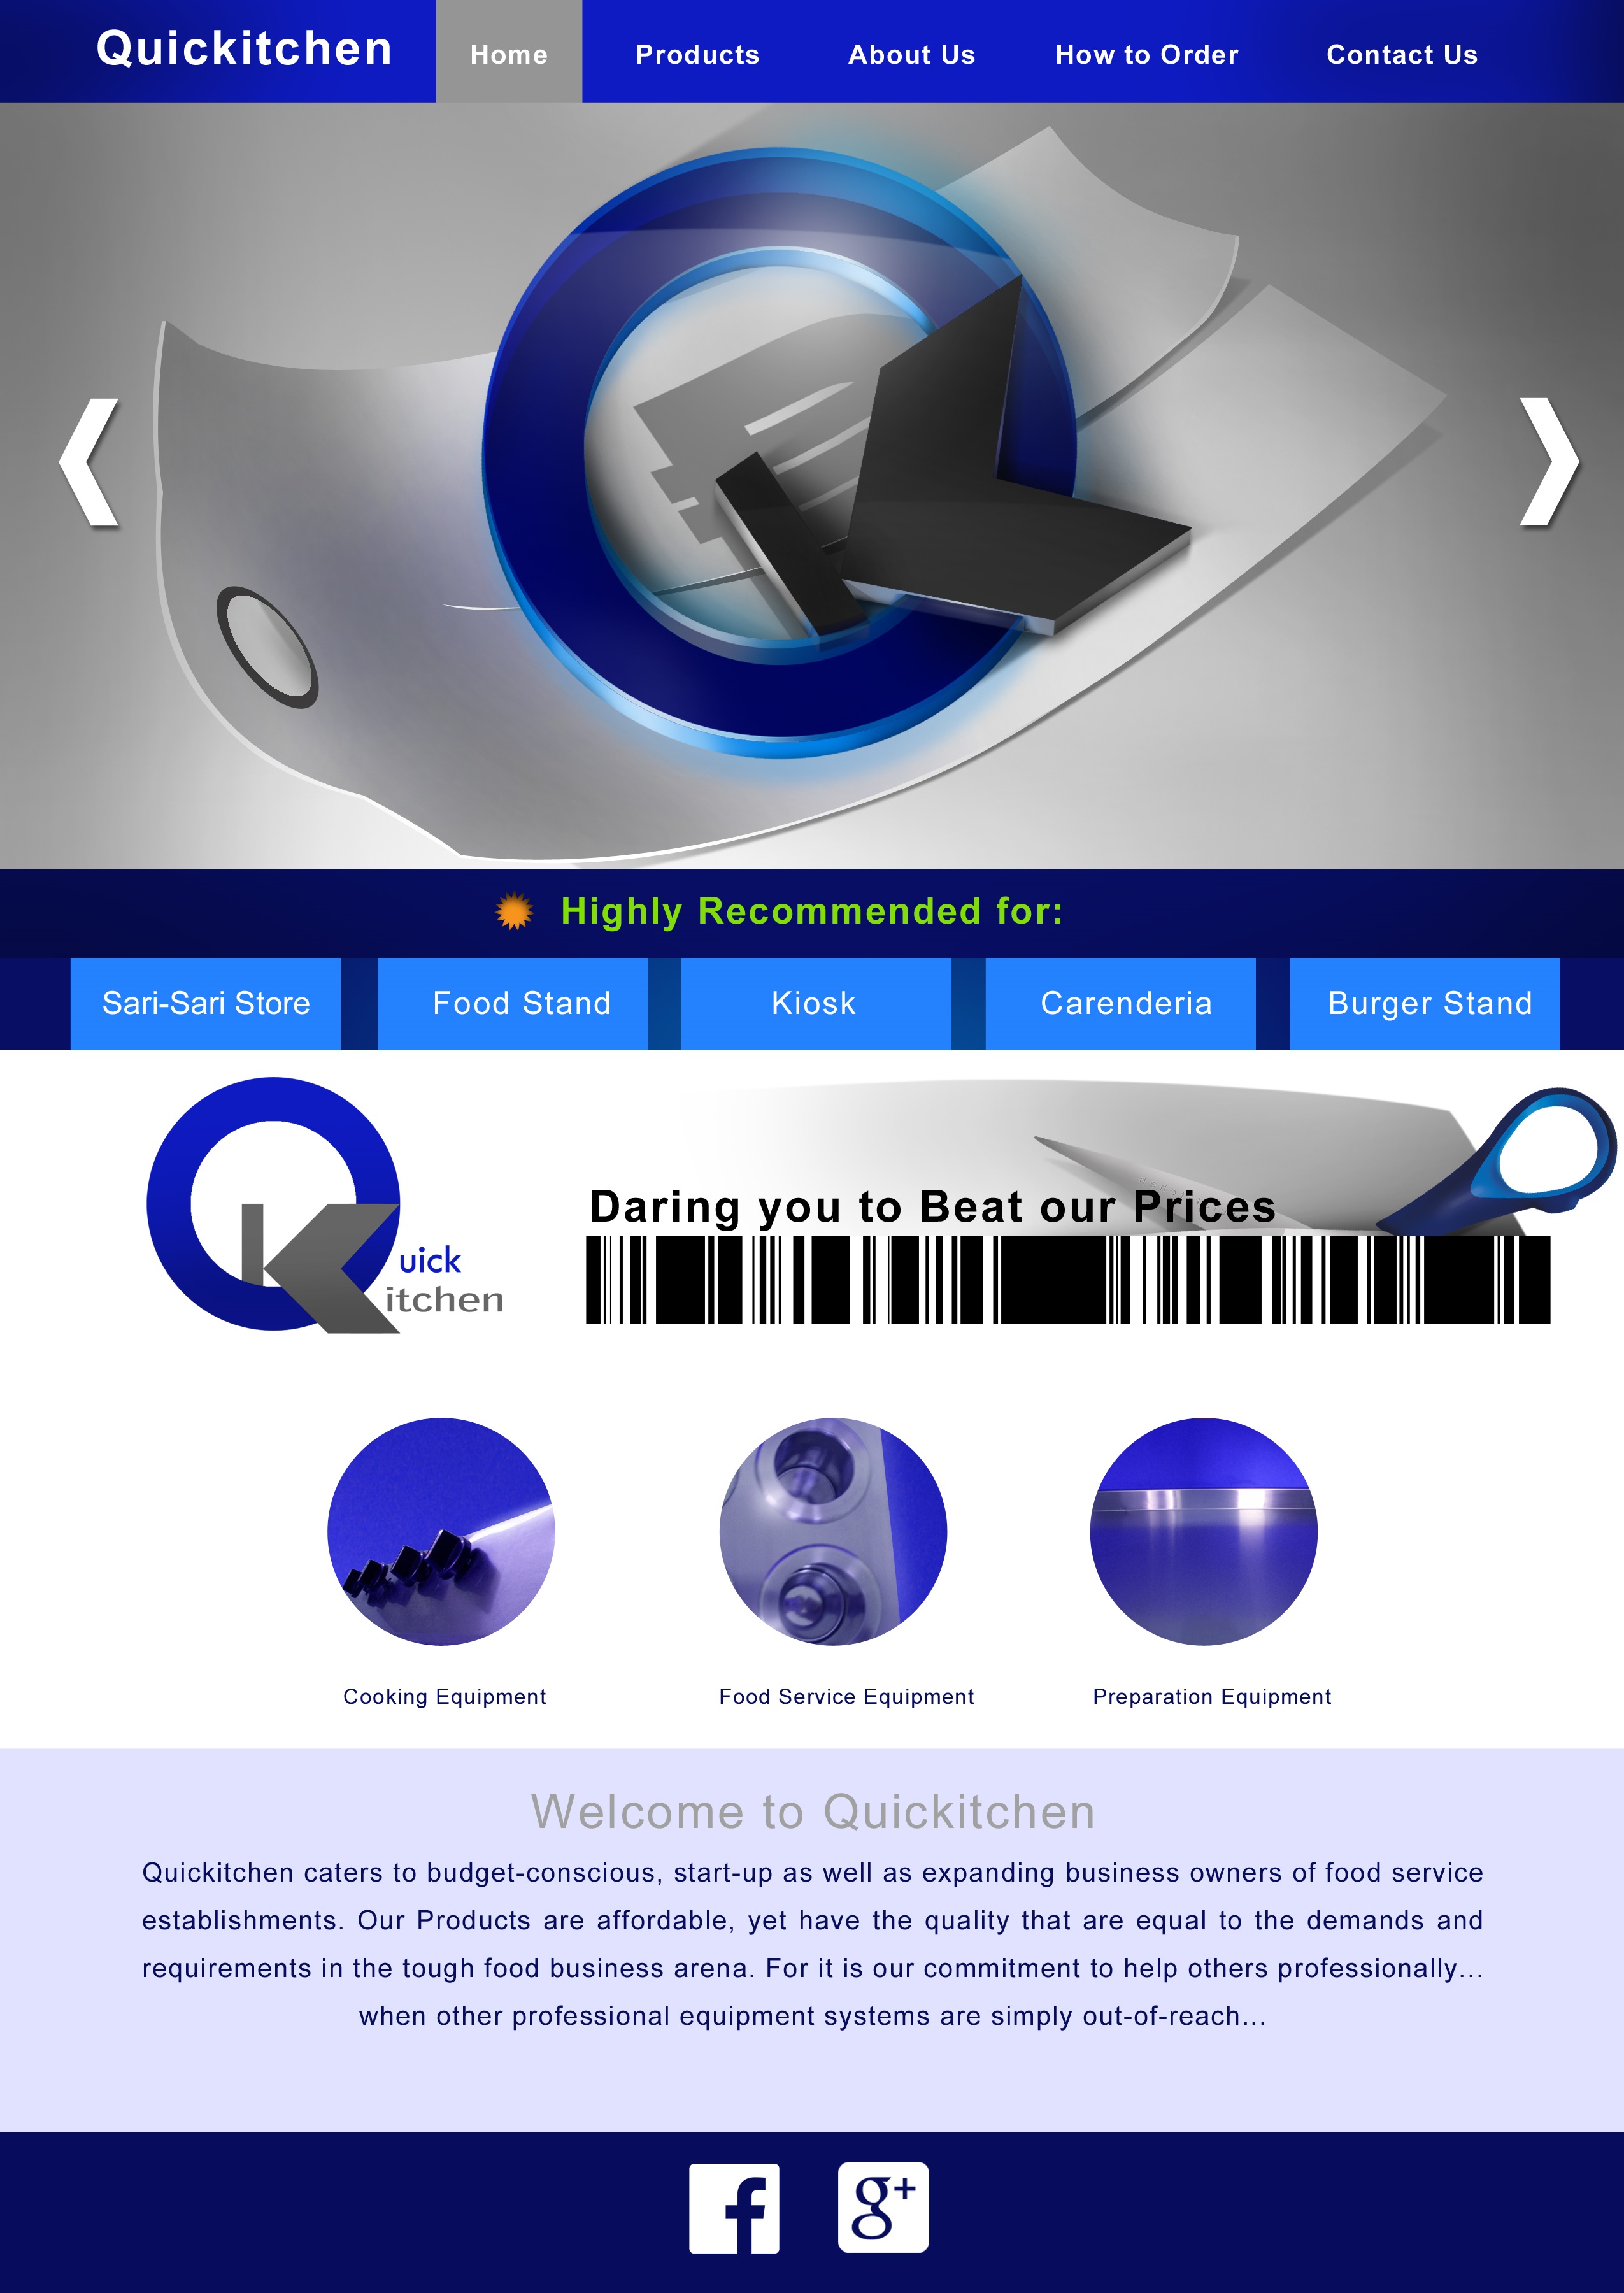 Quickitchen
Home
Products
About Us
How to Order
Contact Us
Highly Recommended for:
Sari-Sari Store
Food Stand
Kiosk
Carenderia
Burger Stand
QK
uick
itchen
Daring you to Beat our Prices
Cooking Equipment
Food Service Equipment
Preparation Equipment
Welcome to Quickitchen
Quickitchen caters to budget-conscious, start-up as well as expanding business owners of food service
establishments. Our Products are affordable, yet have the quality that are equal to the demands and
requirements in the tough food business arena. For it is our commitment to help others professionally...
when other professional equipment systems are simply out-of-reach...
f
g+